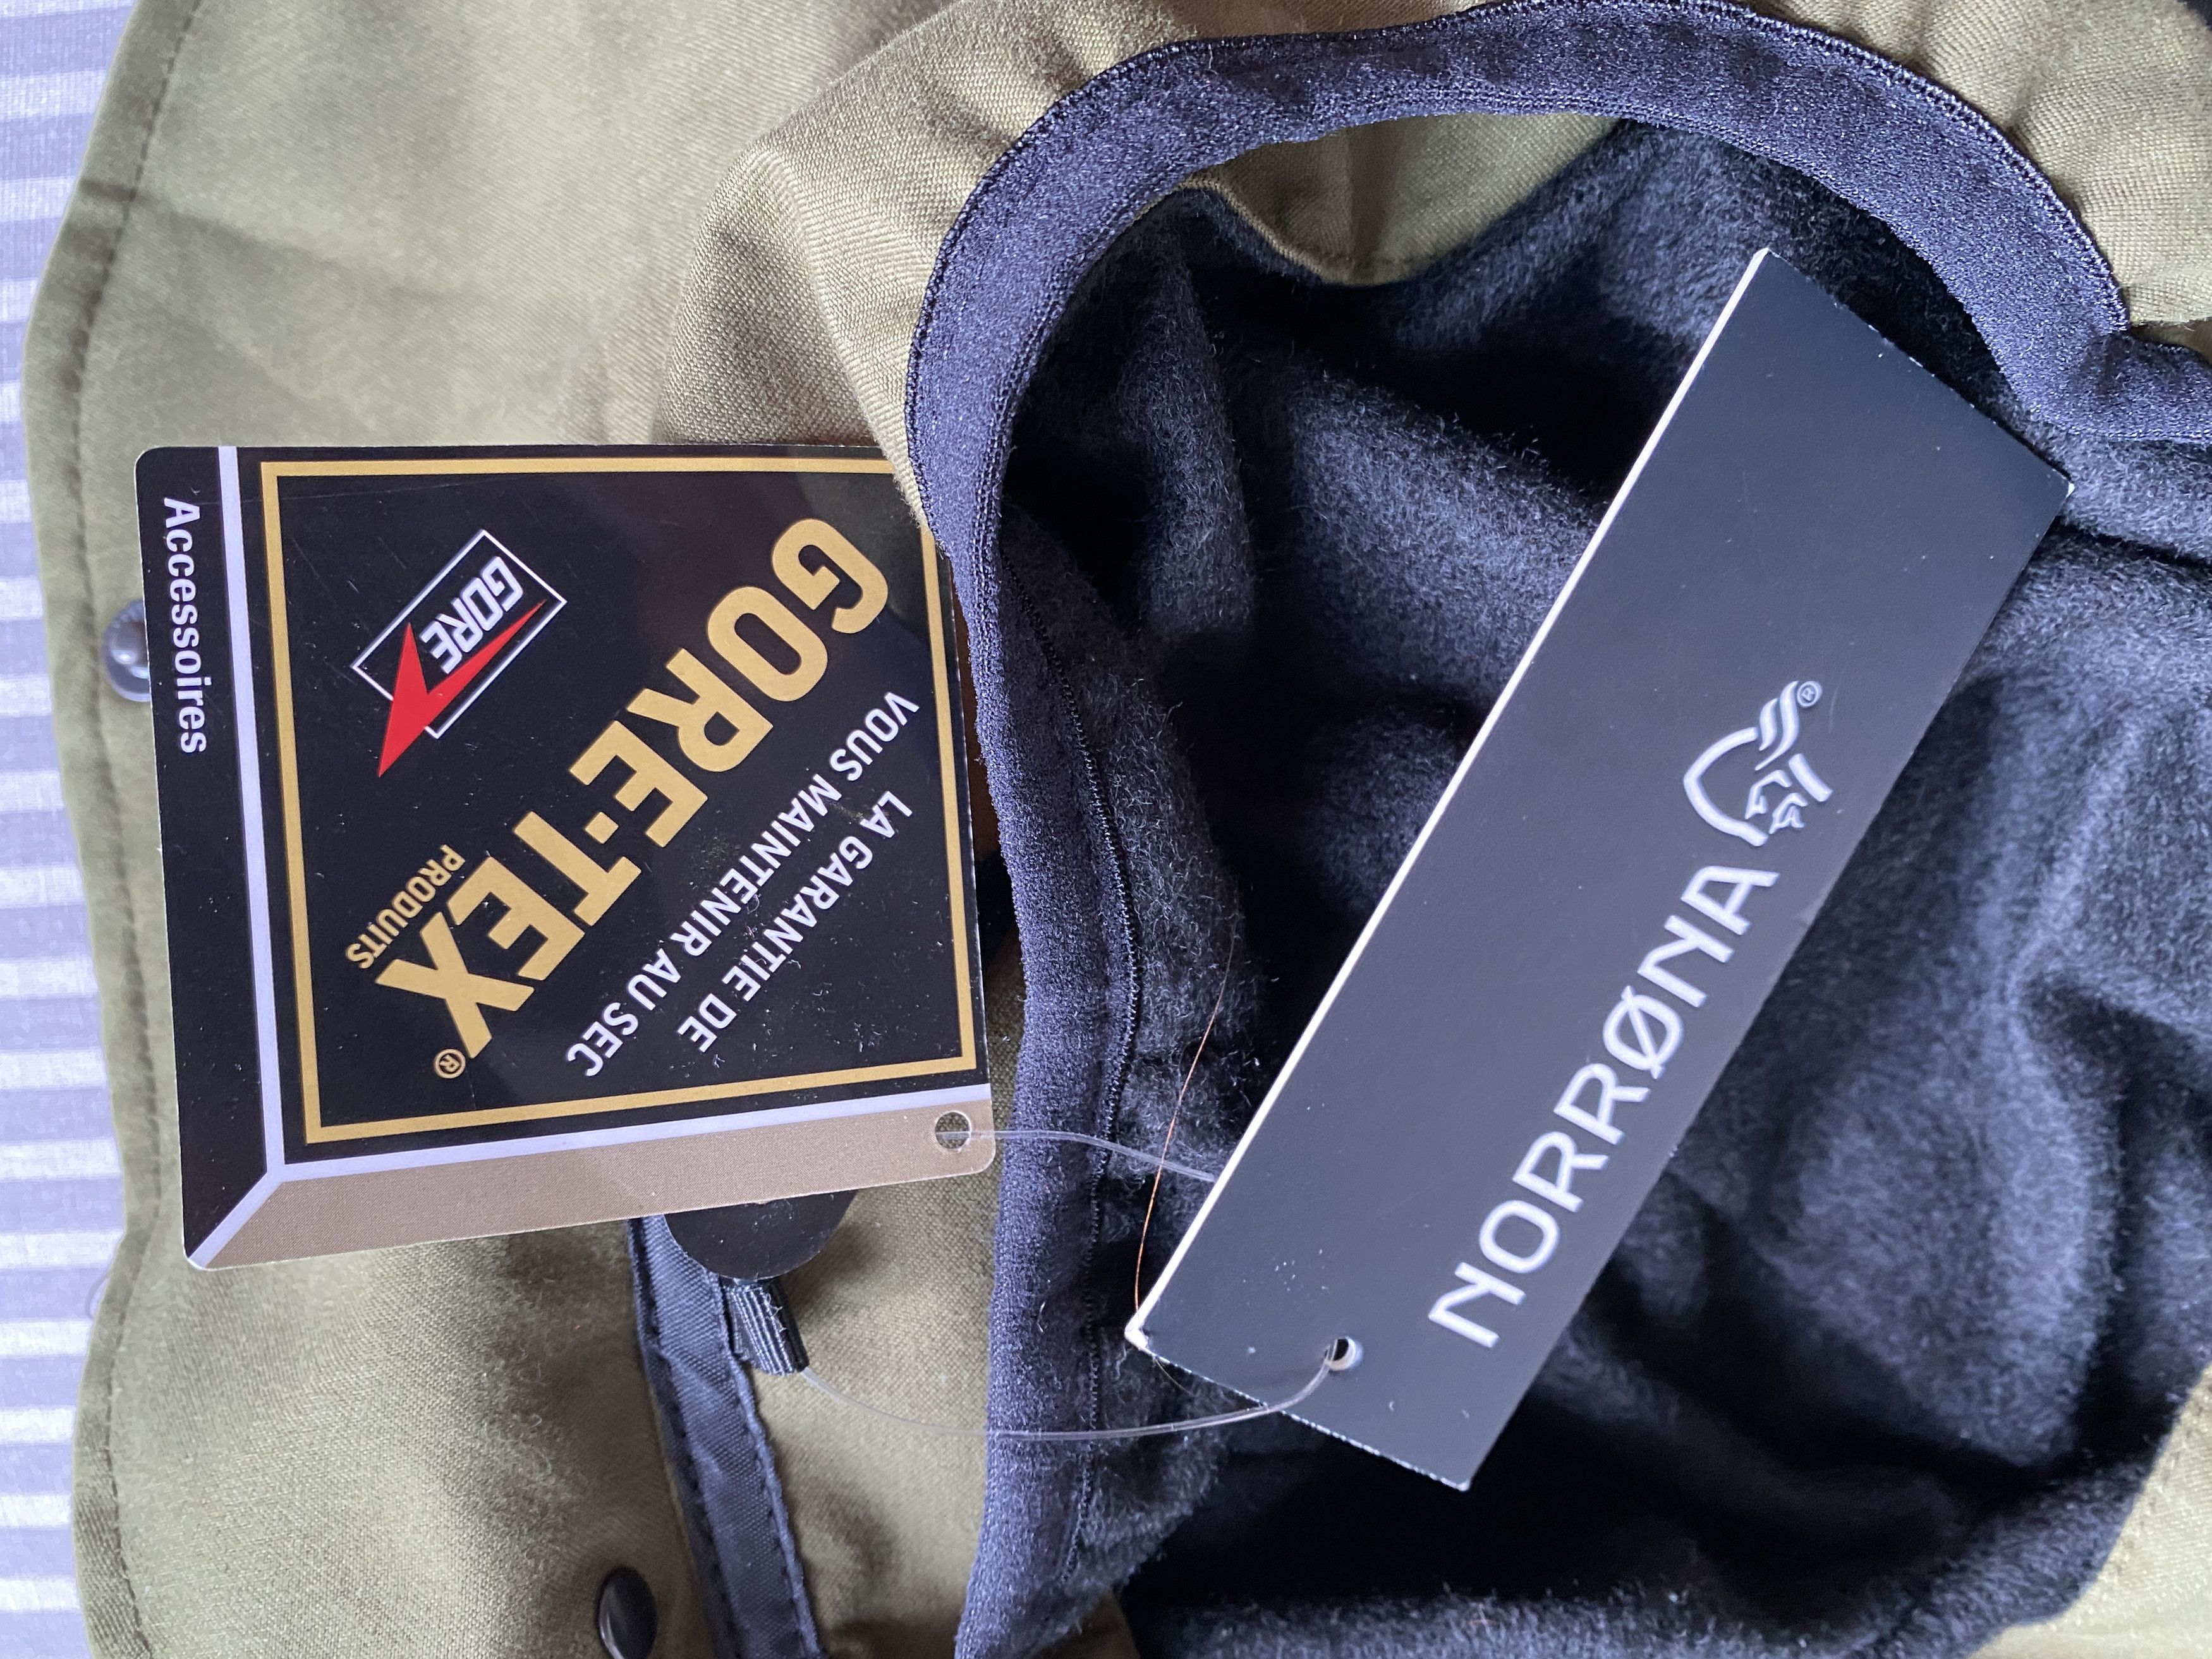 Accessoires
GORE
GORE-TEX®
PRODUITS
LA GARANTIE DE
VOUS MAINTENIR AU SEC
NORRØNA
®